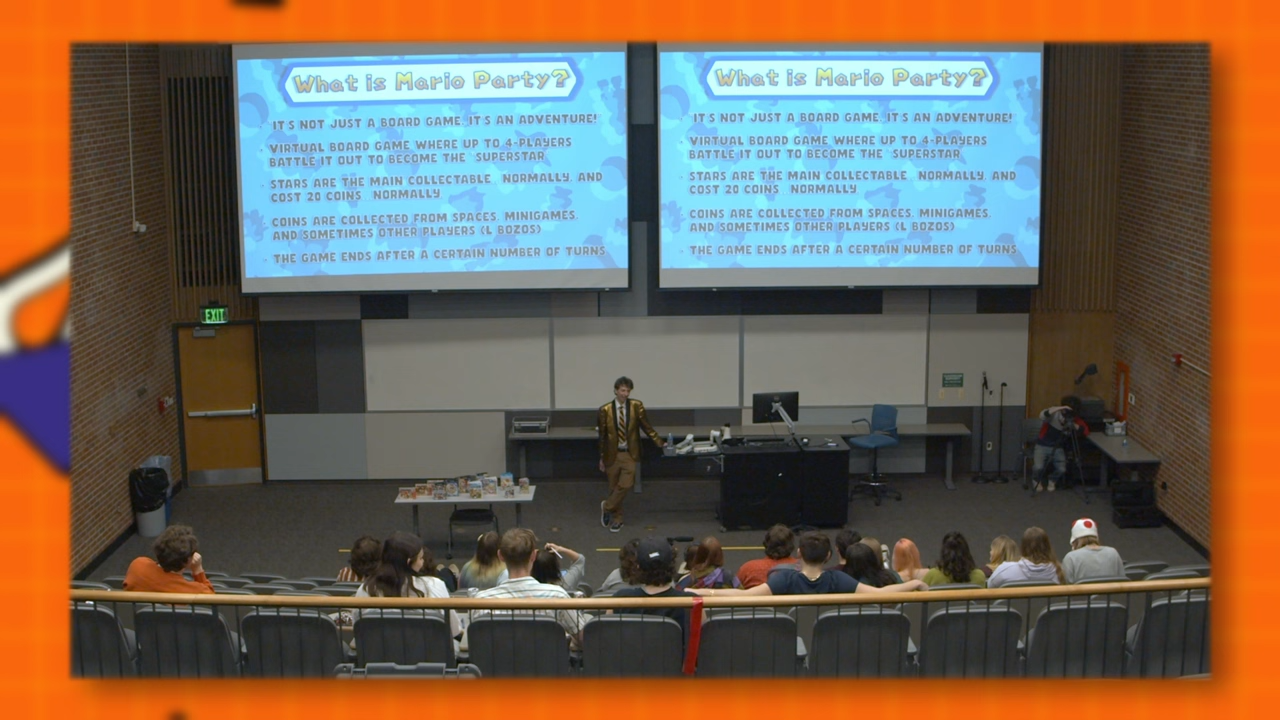 What is Mario Party?
IT'S NOT JUST A BOARD GAME, IT'S AN ADVENTURE!
VIRTUAL BOARD GAME WHERE UP TO 4-PLAYERS
BATTLE IT OUT TO BECOME THE SUPERSTAR
STARS ARE THE MAIN COLLECTABLE NORMALLY, AND
COST 20 COINS NORMALLY
COINS ARE COLLECTED FROM SPACES, MINIGAMES,
AND SOMETIMES OTHER PLAYERS (L BOZOS)
THE GAME ENDS AFTER A CERTAIN NUMBER OF TURNS
What is Mario Party?
IT'S NOT JUST A BOARD GAME, IT'S AN ADVENTURE!
VIRTUAL BOARD GAME WHERE UP TO 4-PLAYERS
BATTLE IT OUT TO BECOME THE SUPERSTAR
STARS ARE THE MAIN COLLECTABLE NORMALLY, AND
COST 20 COINS NORMALLY
COINS ARE COLLECTED FROM SPACES, MINIGAMES,
AND SOMETIMES OTHER PLAYERS (L BOZOS)
THE GAME ENDS AFTER A CERTAIN NUMBER OF TURNS
EXIT